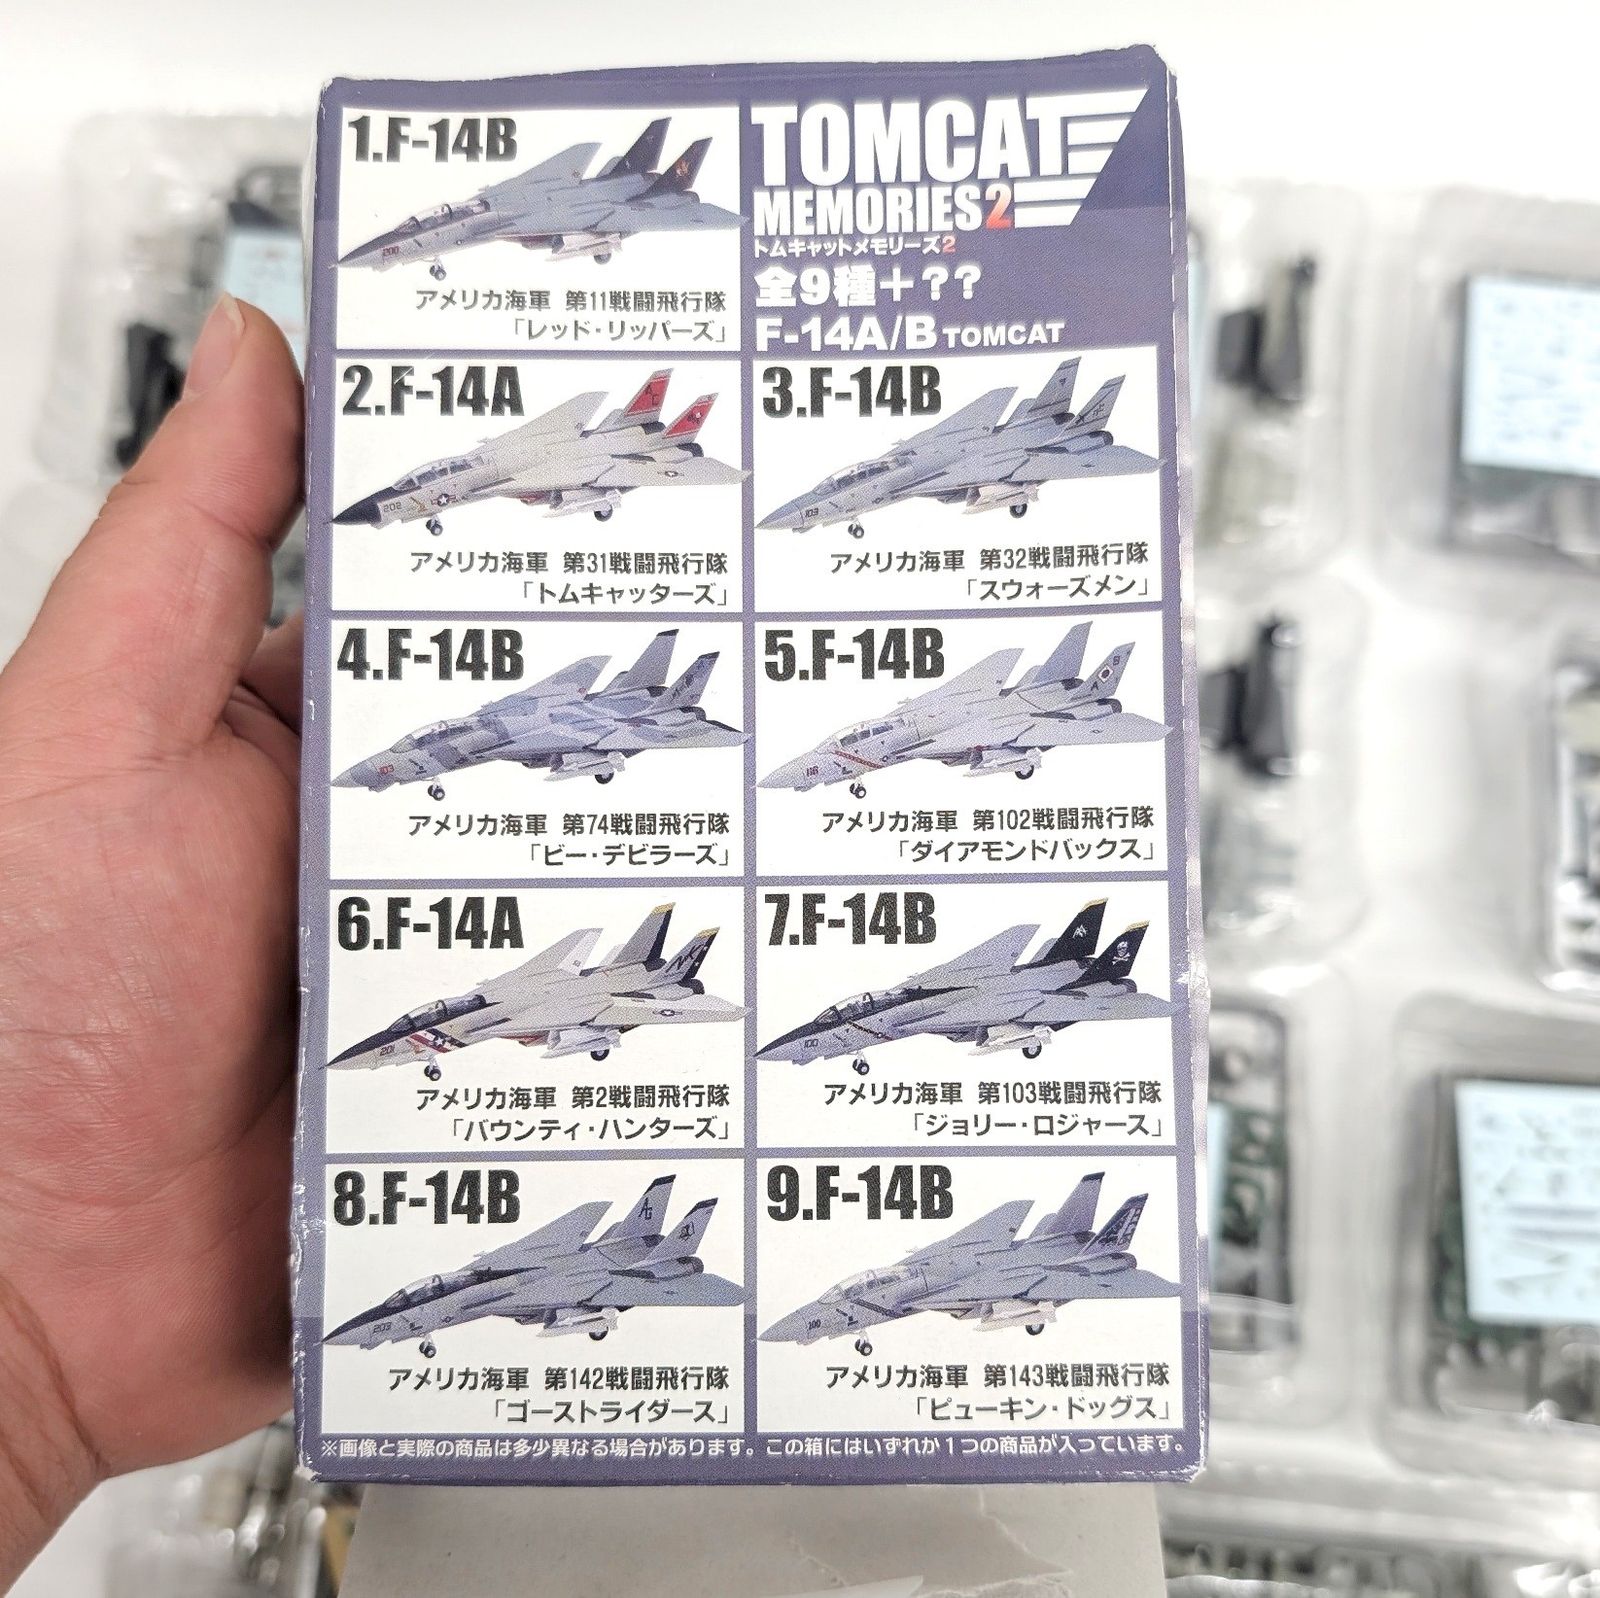 1.F-14B
アメリカ海軍 第11戦闘飛行隊
「レッド・リッパーズ」
TOMCAT
MEMORIES2
トムキャットメモリーズ2
全9種+??
F-14A/B TOMCAT
2.F-14A
アメリカ海軍 第31戦闘飛行隊
「トムキャッターズ」
3.F-14B
アメリカ海軍 第32戦闘飛行隊
「スウォーズメン」
4.F-14B
アメリカ海軍 第74戦闘飛行隊
「ビー・デビラーズ」
5.F-14B
アメリカ海軍 第102戦闘飛行隊
「ダイアモンドバックス」
6.F-14A
アメリカ海軍 第2戦闘飛行隊
「バウンティ・ハンターズ」
7.F-14B
アメリカ海軍 第103戦闘飛行隊
「ジョリー・ロジャース」
8.F-14B
アメリカ海軍 第142戦闘飛行隊
「ゴーストライダース」
9.F-14B
アメリカ海軍 第143戦闘飛行隊
「ピューキン・ドッグス」
※画像と実際の商品は多少異なる場合があります。この箱にはいずれか1つの商品が入っています。